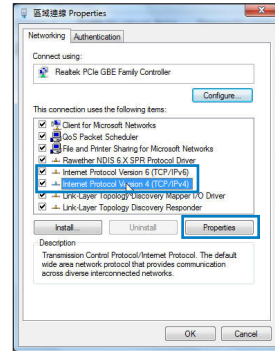 區域連線 Properties
Networking Authentication
Connect using:
Realtek PCIe GBE Family Controller
Configure...
This connection uses the following items:
Client for Microsoft Networks
QoS Packet Scheduler
File and Printer Sharing for Microsoft Networks
Rawether NDIS 6.X SPR Protocol Driver
Internet Protocol Version 6 (TCP/IPv6)
Internet Protocol Version 4 (TCP/IPv4)
Link-Layer Topology Discovery Mapper I/O Driver
Link-Layer Topology Discovery Responder
Install... Uninstall Properties
Description
Transmission Control Protocol/Internet Protocol. The default
wide area network protocol that provides communication
across diverse interconnected networks.
OK Cancel